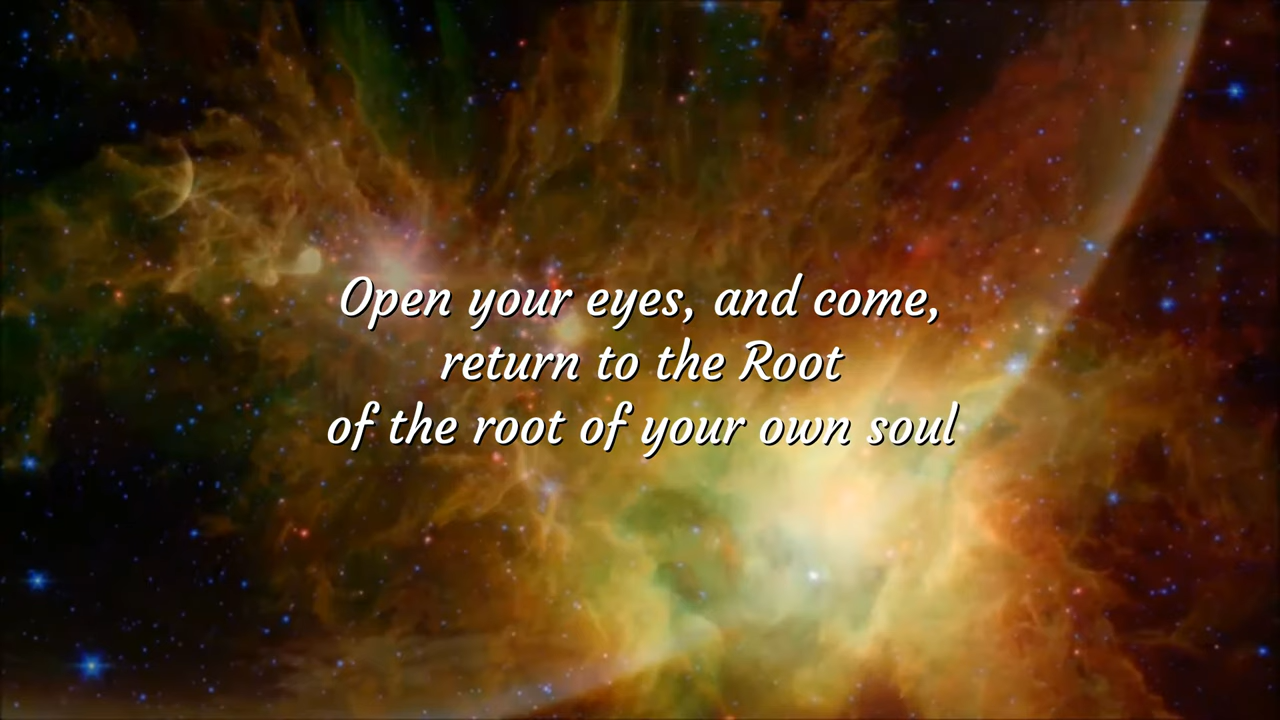 Open your eyes, and come,
return to the Root
of the root of your own soul